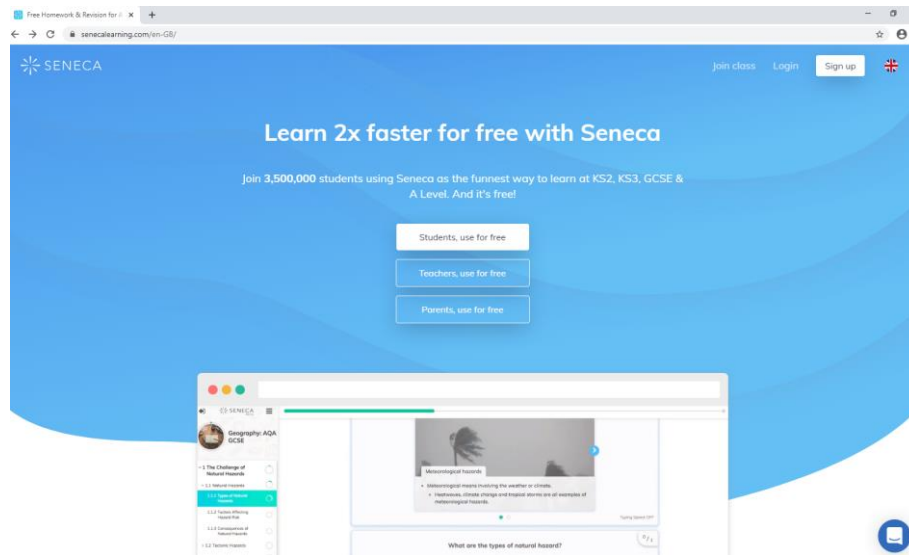 Free Homework & Revision for
senecalearning.com/en-GB/
SENECA
Join class
Login
Sign up
Learn 2x faster for free with Seneca
Join 3,500,000 students using Seneca as the funnest way to learn at KS2, KS3, GCSE &
A Level. And it's free!
Students, use for free
Teachers, use for free
Parents, use for free
SENECA
Geography: AQA
GCSE
1 The Challenge of
Natural Hazards
1.1 Natural Hazards
1.1.1 Types of Natural
Hazards
1.1.2 Factors Affecting
Hazard Risk
1.1.3 Consequences of
Natural Hazards
1.2 Tectonic Hazards
Meteorological hazards
Meteorological means involving the weather or climate.
Heatwaves, climate change and tropical storms are all examples of
meteorological hazards.
Typing Speed OFF
What are the types of natural hazard?